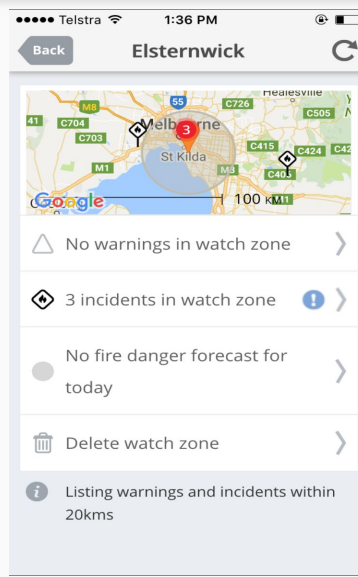 Telstra 1:36 PM
Back Elsternwick
Healesville
M8 55 C726 C505
41 C704 Melbourne
3
C703
St Kilda C415 C424 C42
M1 M3 C403
Google 100 KM
M11
No warnings in watch zone
3 incidents in watch zone
No fire danger forecast for
today
Delete watch zone
Listing warnings and incidents within
20kms